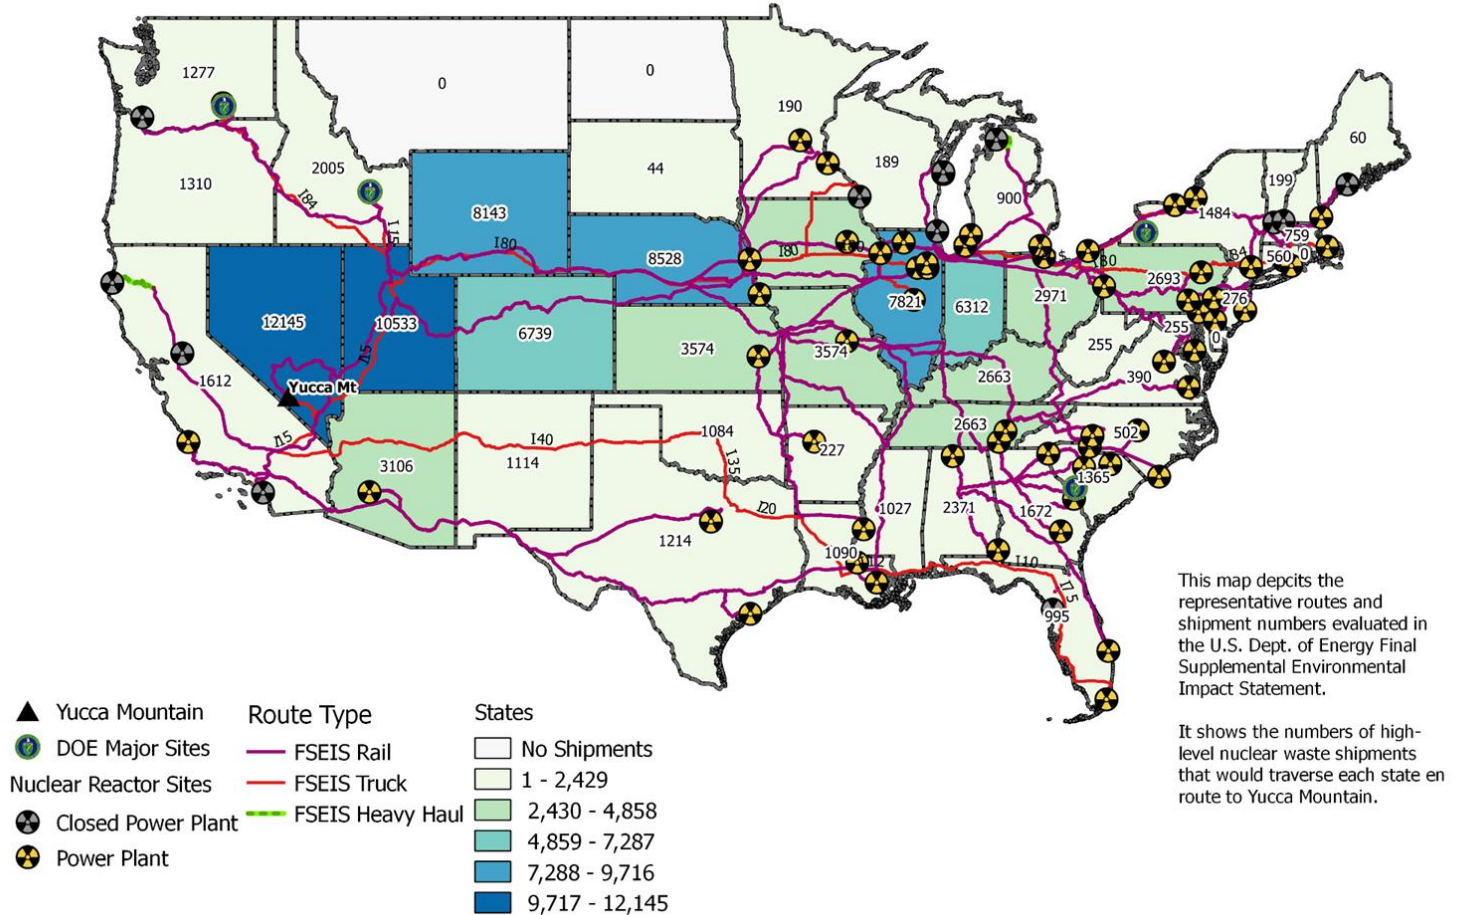 1277
0
0
190
60
1310
2005
44
189
900
199
1484
759
I84
I15
8143
I80
8528
I80
560
0
I84
I80
2693
12145
10533
6739
7821
6312
2971
276
255
0
3574
3574
255
I15
1612
Yucca Mt
2663
390
I15
I40
1084
2663
502
3106
1114
I35
227
1365
I20
1027
2371
1672
1214
1090
I12
I10
I75
995
This map depcits the
representative routes and
shipment numbers evaluated in
the U.S. Dept. of Energy Final
Supplemental Environmental
Impact Statement.
It shows the numbers of high-
level nuclear waste shipments
that would traverse each state en
route to Yucca Mountain.
Yucca Mountain
DOE Major Sites
Nuclear Reactor Sites
Closed Power Plant
Power Plant
Route Type
FSEIS Rail
FSEIS Truck
FSEIS Heavy Haul
States
No Shipments
1 - 2,429
2,430 - 4,858
4,859 - 7,287
7,288 - 9,716
9,717 - 12,145